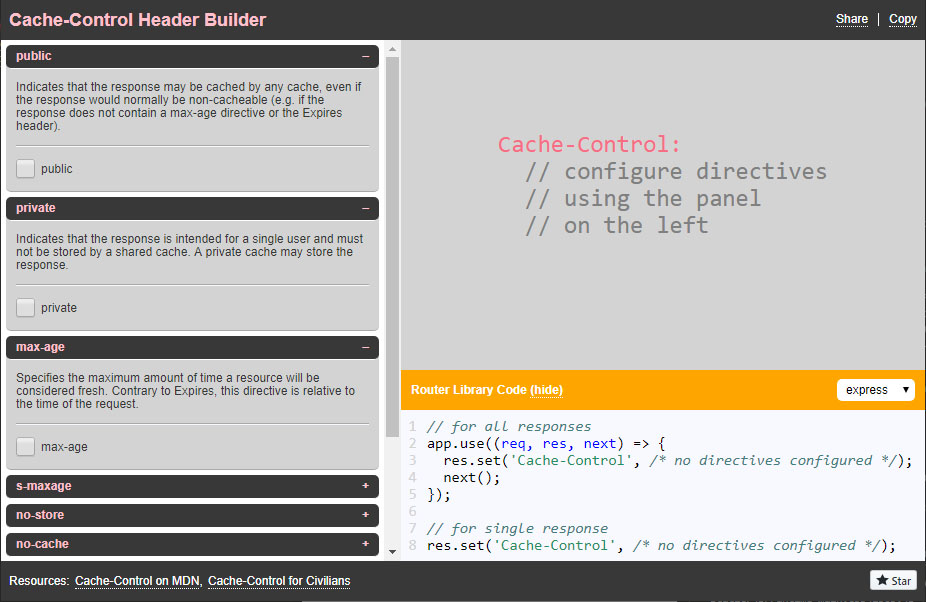 Cache-Control Header Builder
Share | Copy
public –
Indicates that the response may be cached by any cache, even if
the response would normally be non-cacheable (e.g. if the
response does not contain a max-age directive or the Expires
header).
public
private –
Indicates that the response is intended for a single user and must
not be stored by a shared cache. A private cache may store the
response.
private
max-age –
Specifies the maximum amount of time a resource will be
considered fresh. Contrary to Expires, this directive is relative to
the time of the request.
max-age
s-maxage +
no-store +
no-cache +
Cache-Control:
// configure directives
// using the panel
// on the left
Router Library Code (hide)
express
1 // for all responses
2 app.use((req, res, next) => {
3   res.set('Cache-Control', /* no directives configured */);
4   next();
5 });
6
7 // for single response
8 res.set('Cache-Control', /* no directives configured */);
Resources: Cache-Control on MDN, Cache-Control for Civilians
Star